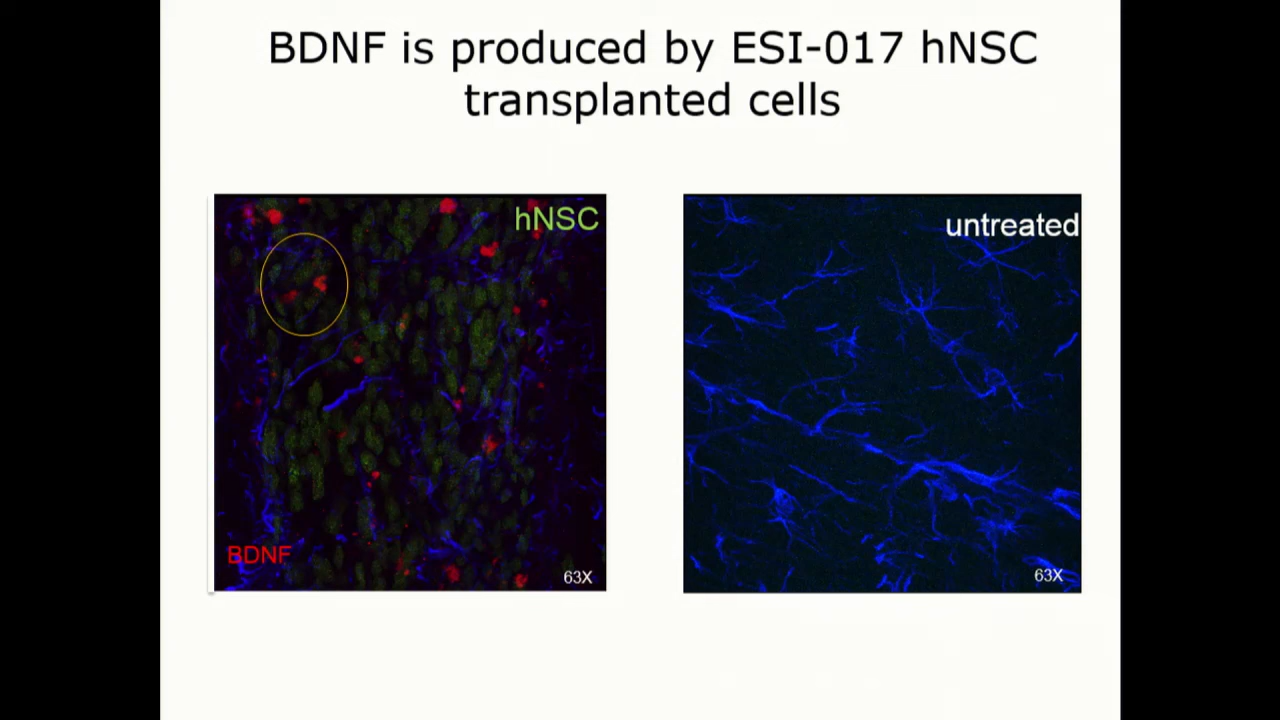 BDNF is produced by ESI-017 hNSC
transplanted cells
hNSC
untreated
BDNF
63X
63X